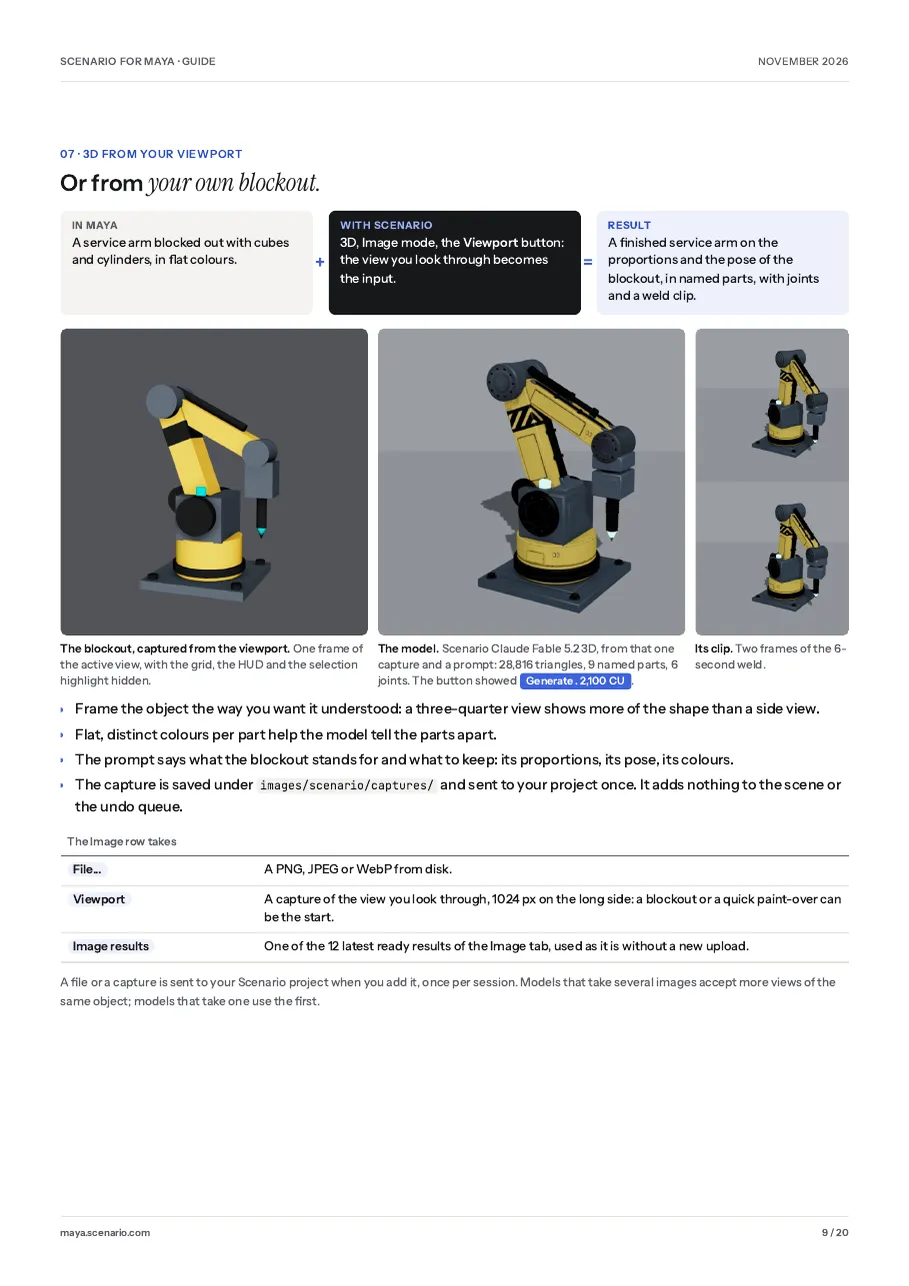 SCENARIO FOR MAYA · GUIDE
NOVEMBER 2026
07 · 3D FROM YOUR VIEWPORT
Or from your own blockout.
IN MAYA
A service arm blocked out with cubes
and cylinders, in flat colours.
+
WITH SCENARIO
3D, Image mode, the Viewport button:
the view you look through becomes
the input.
=
RESULT
A finished service arm on the
proportions and the pose of the
blockout, in named parts, with joints
and a weld clip.
03
03
The blockout, captured from the viewport. One frame of
the active view, with the grid, the HUD and the selection
highlight hidden.
The model. Scenario Claude Fable 5.2 3D, from that one
capture and a prompt: 28,816 triangles, 9 named parts, 6
joints. The button showed Generate . 2,100 CU .
Its clip. Two frames of the 6-
second weld.
Frame the object the way you want it understood: a three-quarter view shows more of the shape than a side view.
Flat, distinct colours per part help the model tell the parts apart.
The prompt says what the blockout stands for and what to keep: its proportions, its pose, its colours.
The capture is saved under images/scenario/captures/ and sent to your project once. It adds nothing to the scene or
the undo queue.
The Image row takes
File... A PNG, JPEG or WebP from disk.
Viewport A capture of the view you look through, 1024 px on the long side: a blockout or a quick paint-over can
be the start.
Image results One of the 12 latest ready results of the Image tab, used as it is without a new upload.
A file or a capture is sent to your Scenario project when you add it, once per session. Models that take several images accept more views of the
same object; models that take one use the first.
maya.scenario.com
9 / 20